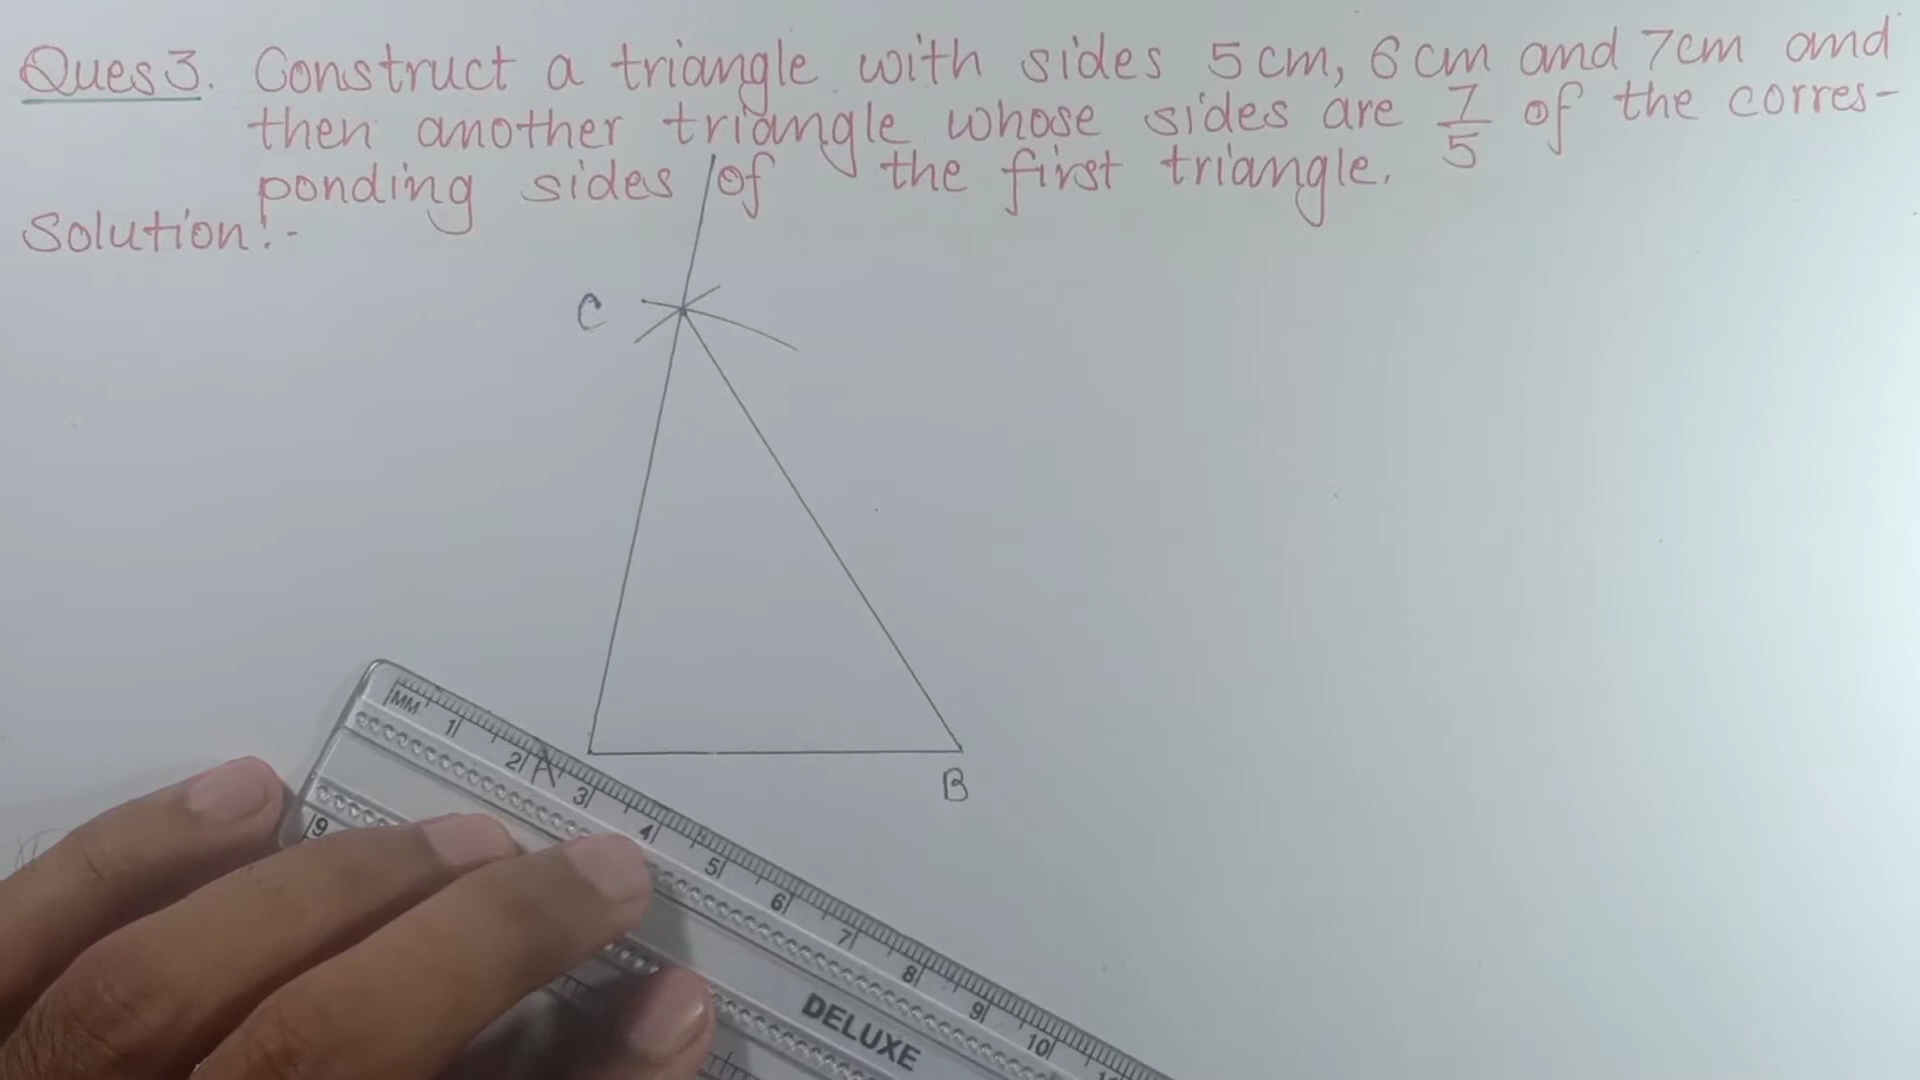 Ques 3. Construct a triangle with sides 5 cm, 6 cm and 7 cm and
then another triangle whose sides are 7/5 of the corres-
ponding sides of the first triangle.
Solution:-
C
A
B
MM 1 2 3 4 5 6 7 8 9 10
DELUXE